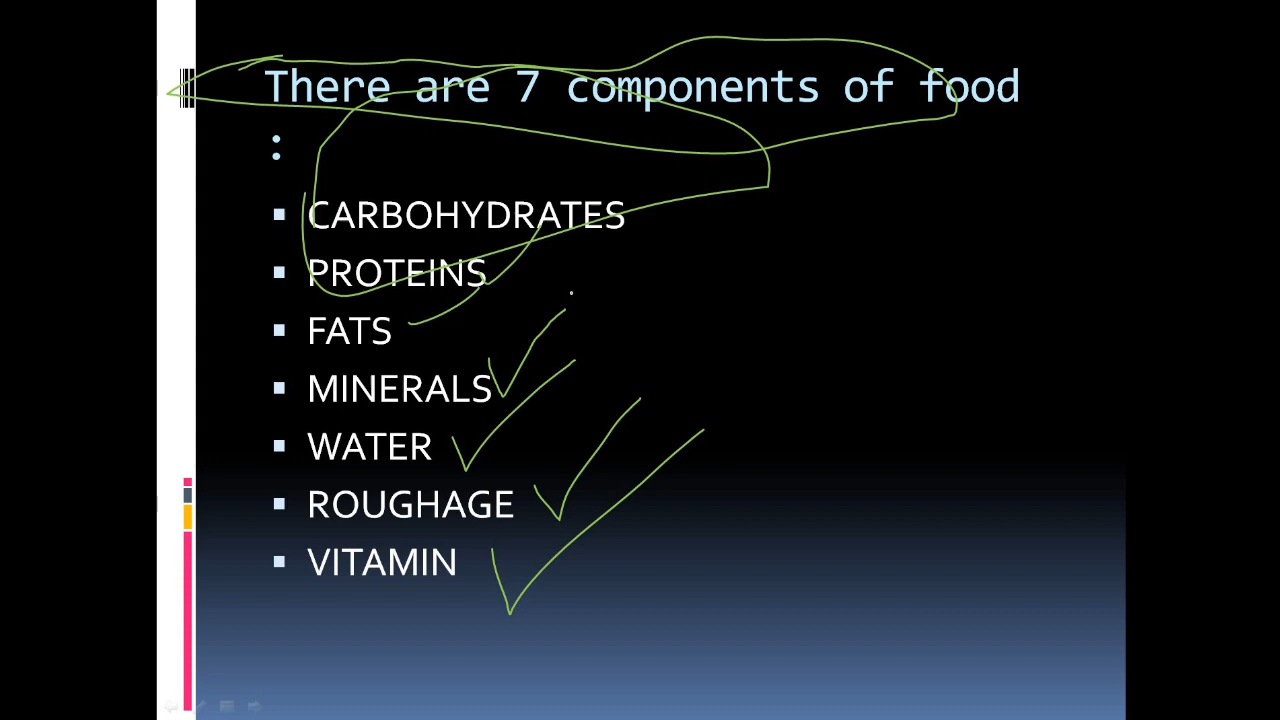 There are 7 components of food
:
CARBOHYDRATES
PROTEINS
FATS
MINERALS
WATER
ROUGHAGE
VITAMIN